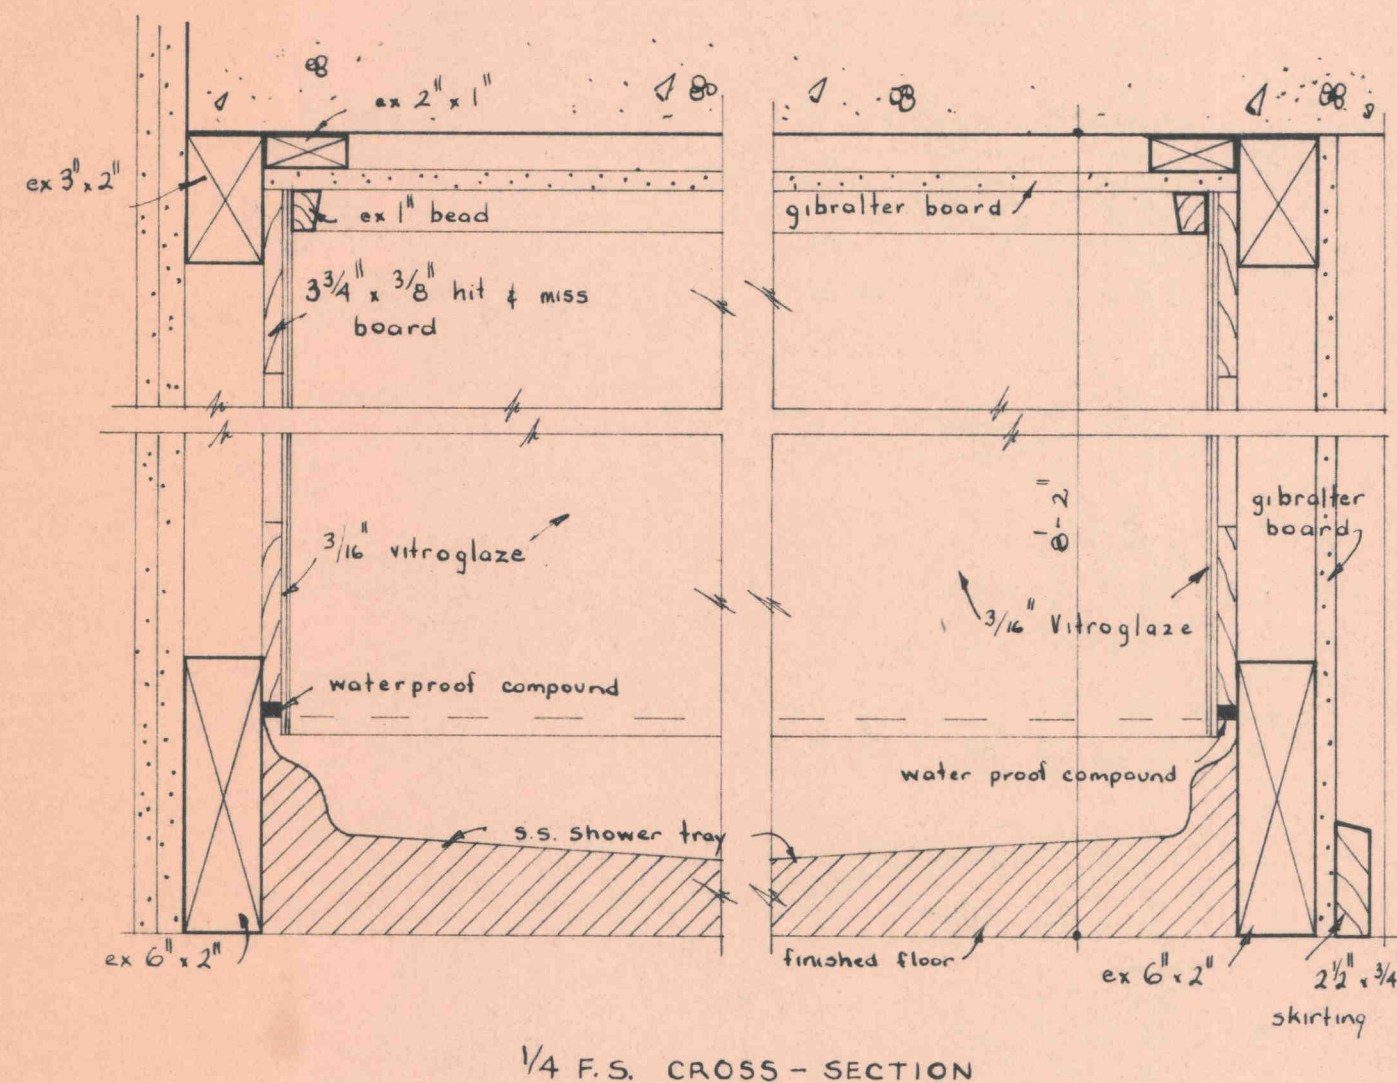 ex 2" x 1"
ex 3" x 2"
ex 1" bead
gibralter board
3 3/4" x 3/8" hit & miss
board
8'-2"
gibralter
board
3/16" vitroglaze
3/16" Vitroglaze
waterproof compound
water proof compound
s.s. shower tray
ex 6" x 2"
finished floor
ex 6" x 2"
2 1/2" x 3/4
skirting
1/4 F.S. CROSS - SECTION